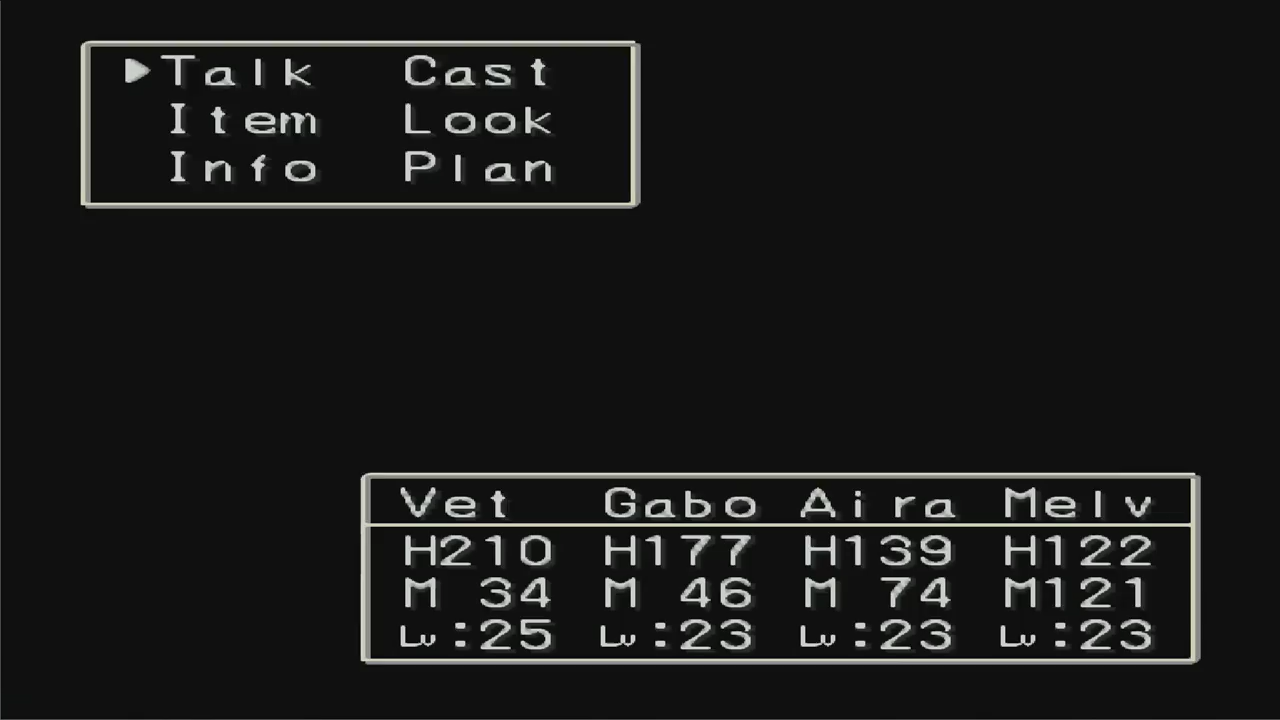 ▶Talk Cast
Item Look
Info Plan
Vet Gabo Aira Melv
H210 H177 H139 H122
M 34 M 46 M 74 M121
Lv:25 Lv:23 Lv:23 Lv:23